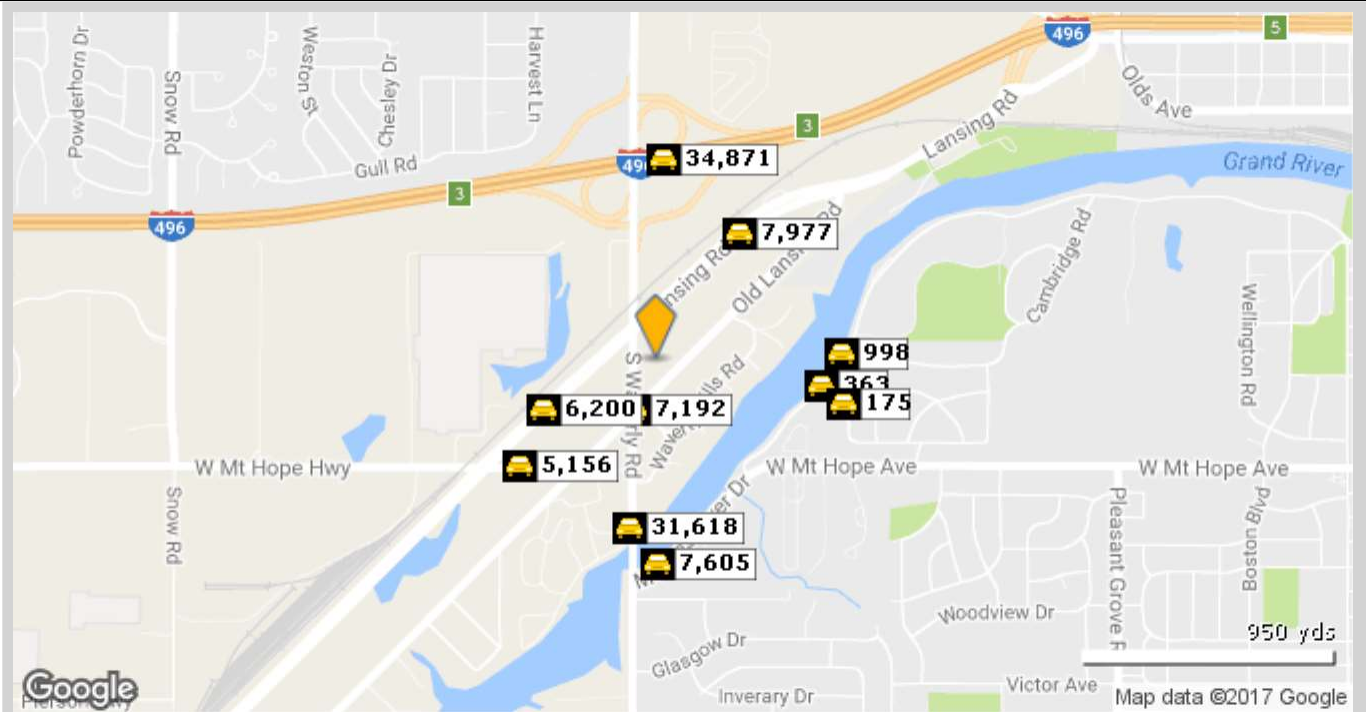 Powderhorn Dr
Snow Rd
Weston St
Chesley Dr
Harvest Ln
496
5
Olds Ave
3
Lansing Rd
Gull Rd
34,871
Grand River
3
496
7,977
Cambridge Rd
Old Lansing Rd
Wellington Rd
998
363
175
6,200
7,192
5,156
W Mt Hope Hwy
W Mt Hope Ave
W Mt Hope Ave
Snow Rd
31,618
7,605
Pleasant Grove R
Boston Blvd
Woodview Dr
950 yds
Glasgow Dr
Inverary Dr
Victor Ave
Google
Map data ©2017 Google